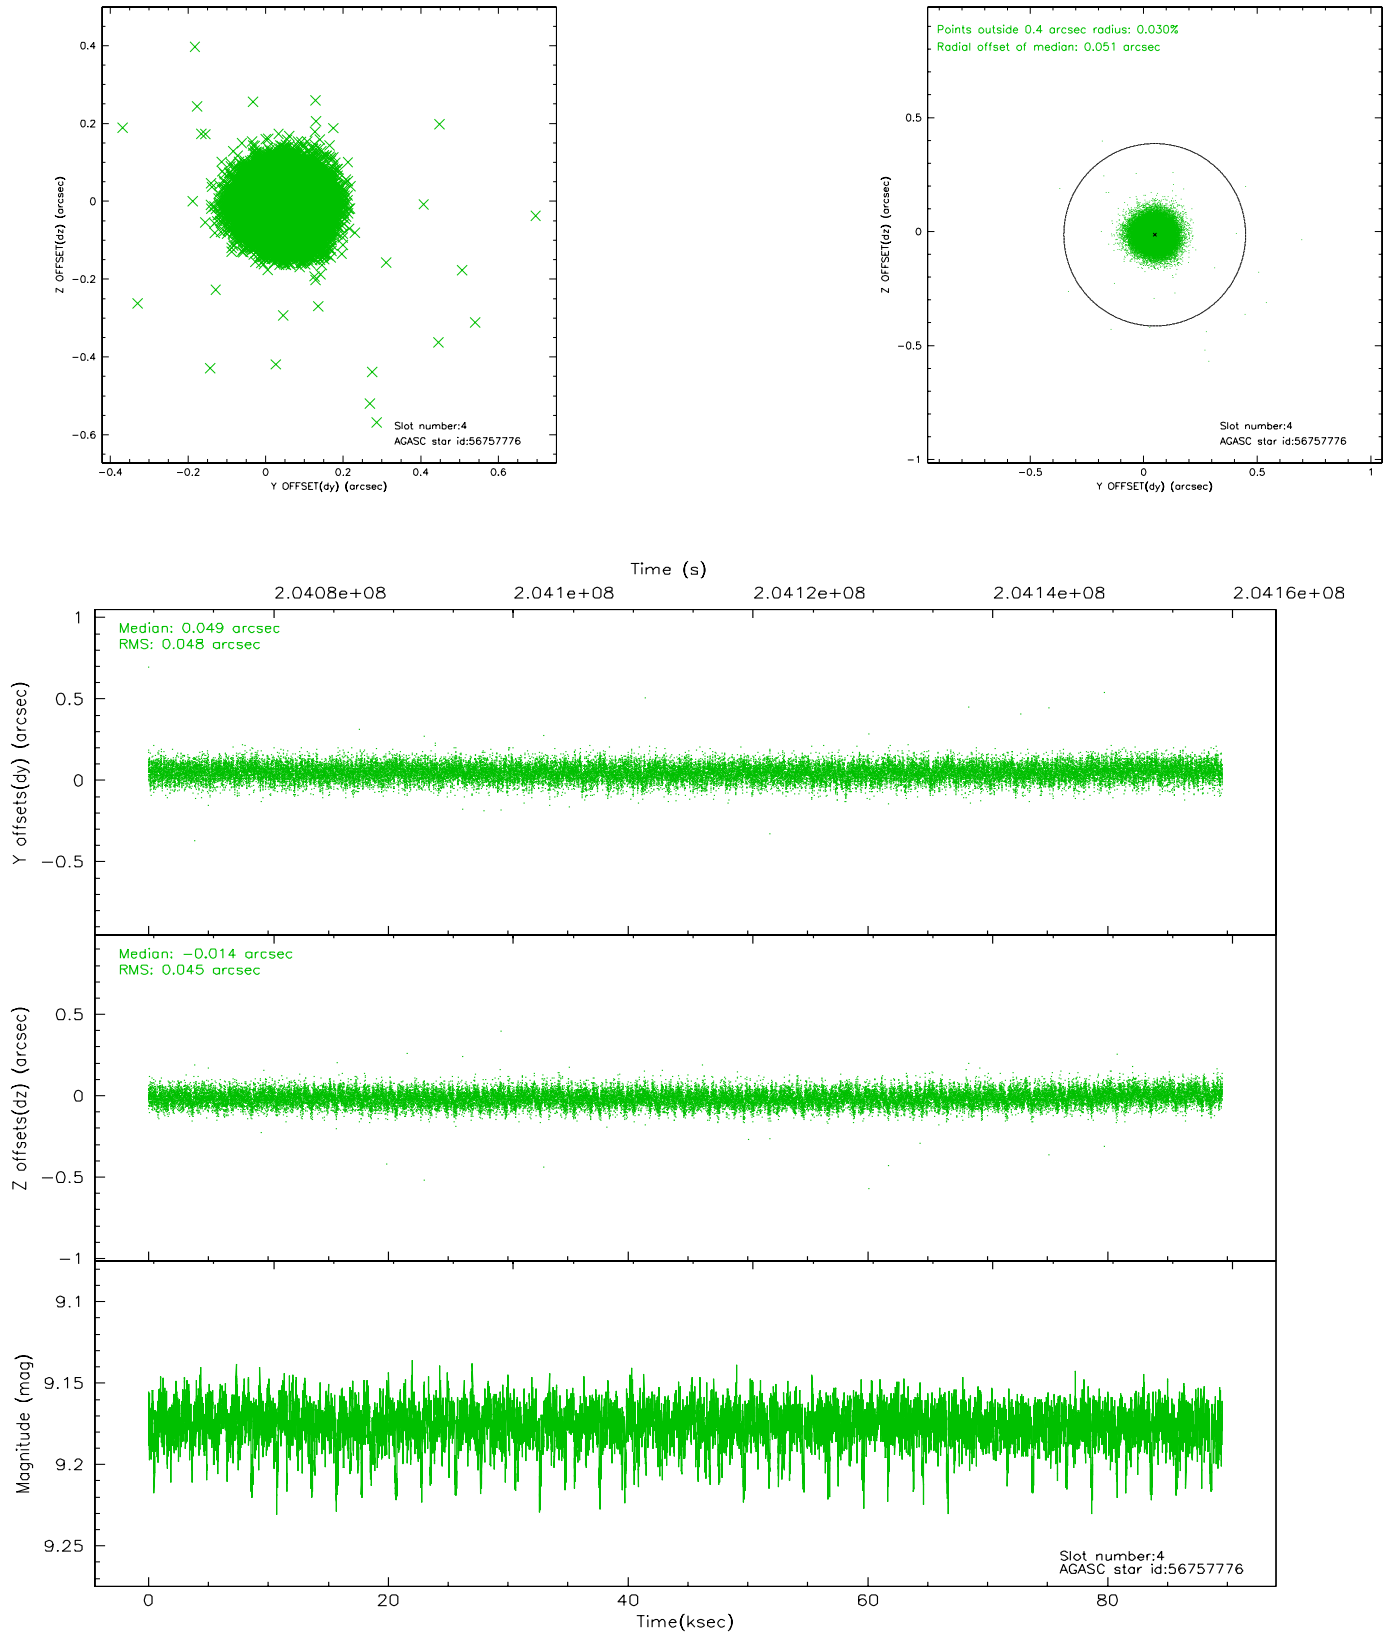 0.4
0.2
0
-0.2
-0.4
-0.6
Z OFFSET(dz) (arcsec)
-0.4 -0.2 0 0.2 0.4 0.6
Y OFFSET(dy) (arcsec)
Slot number:4
AGASC star id:56757776
Points outside 0.4 arcsec radius: 0.030%
Radial offset of median: 0.051 arcsec
0.5
0
-0.5
-1
Z OFFSET(dz) (arcsec)
-0.5 0 0.5 1
Y OFFSET(dy) (arcsec)
Slot number:4
AGASC star id:56757776
Time (s)
2.0408e+08 2.041e+08 2.0412e+08 2.0414e+08 2.0416e+08
Median: 0.049 arcsec
RMS: 0.048 arcsec
1
0.5
0
-0.5
Y offsets(dy) (arcsec)
Median: -0.014 arcsec
RMS: 0.045 arcsec
0.5
0
-0.5
-1
Z offsets(dz) (arcsec)
9.1
9.15
9.2
9.25
Magnitude (mag)
Slot number:4
AGASC star id:56757776
0 20 40 60 80
Time(ksec)